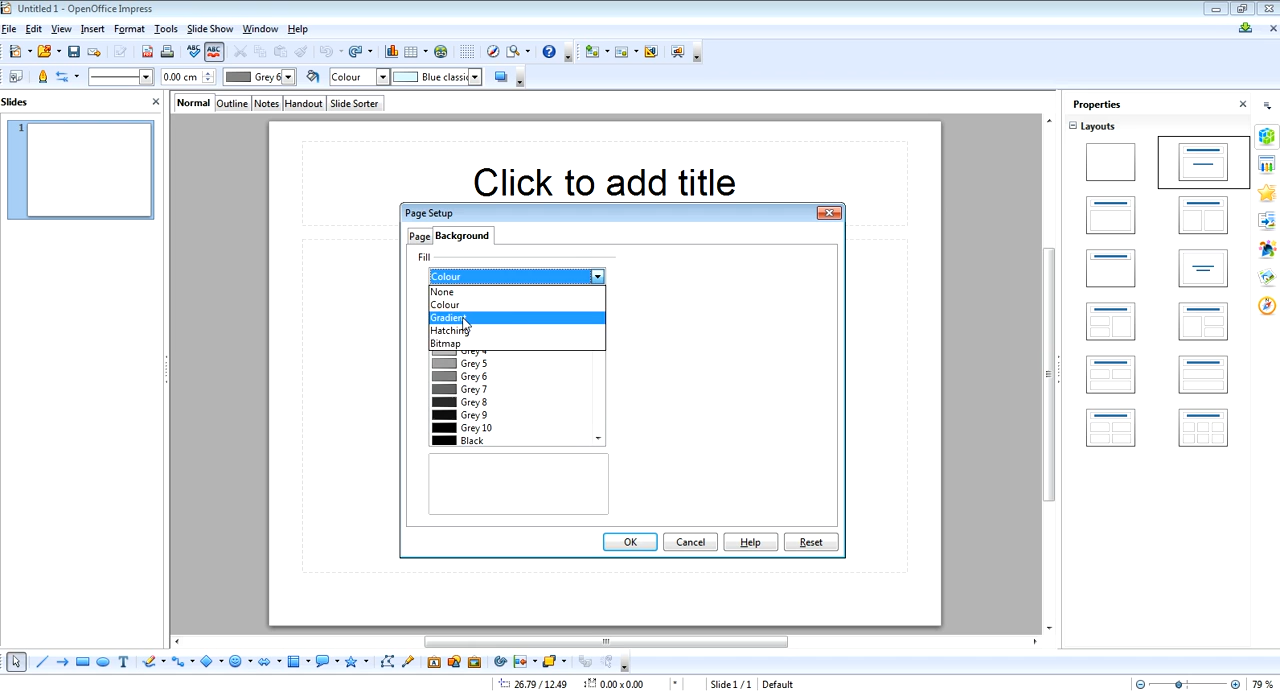 Untitled 1 - OpenOffice Impress
File Edit View Insert Format Tools Slide Show Window Help
0.00 cm Grey 6 Colour Blue classic
Slides
Normal Outline Notes Handout Slide Sorter
Properties
Layouts
1
Click to add title
Page Setup
Page Background
Fill
Colour
None
Colour
Gradient
Hatching
Bitmap
Grey 4
Grey 5
Grey 6
Grey 7
Grey 8
Grey 9
Grey 10
Black
OK Cancel Help Reset
26.79 / 12.49 0.00 x 0.00 * Slide 1 / 1 Default 79 %